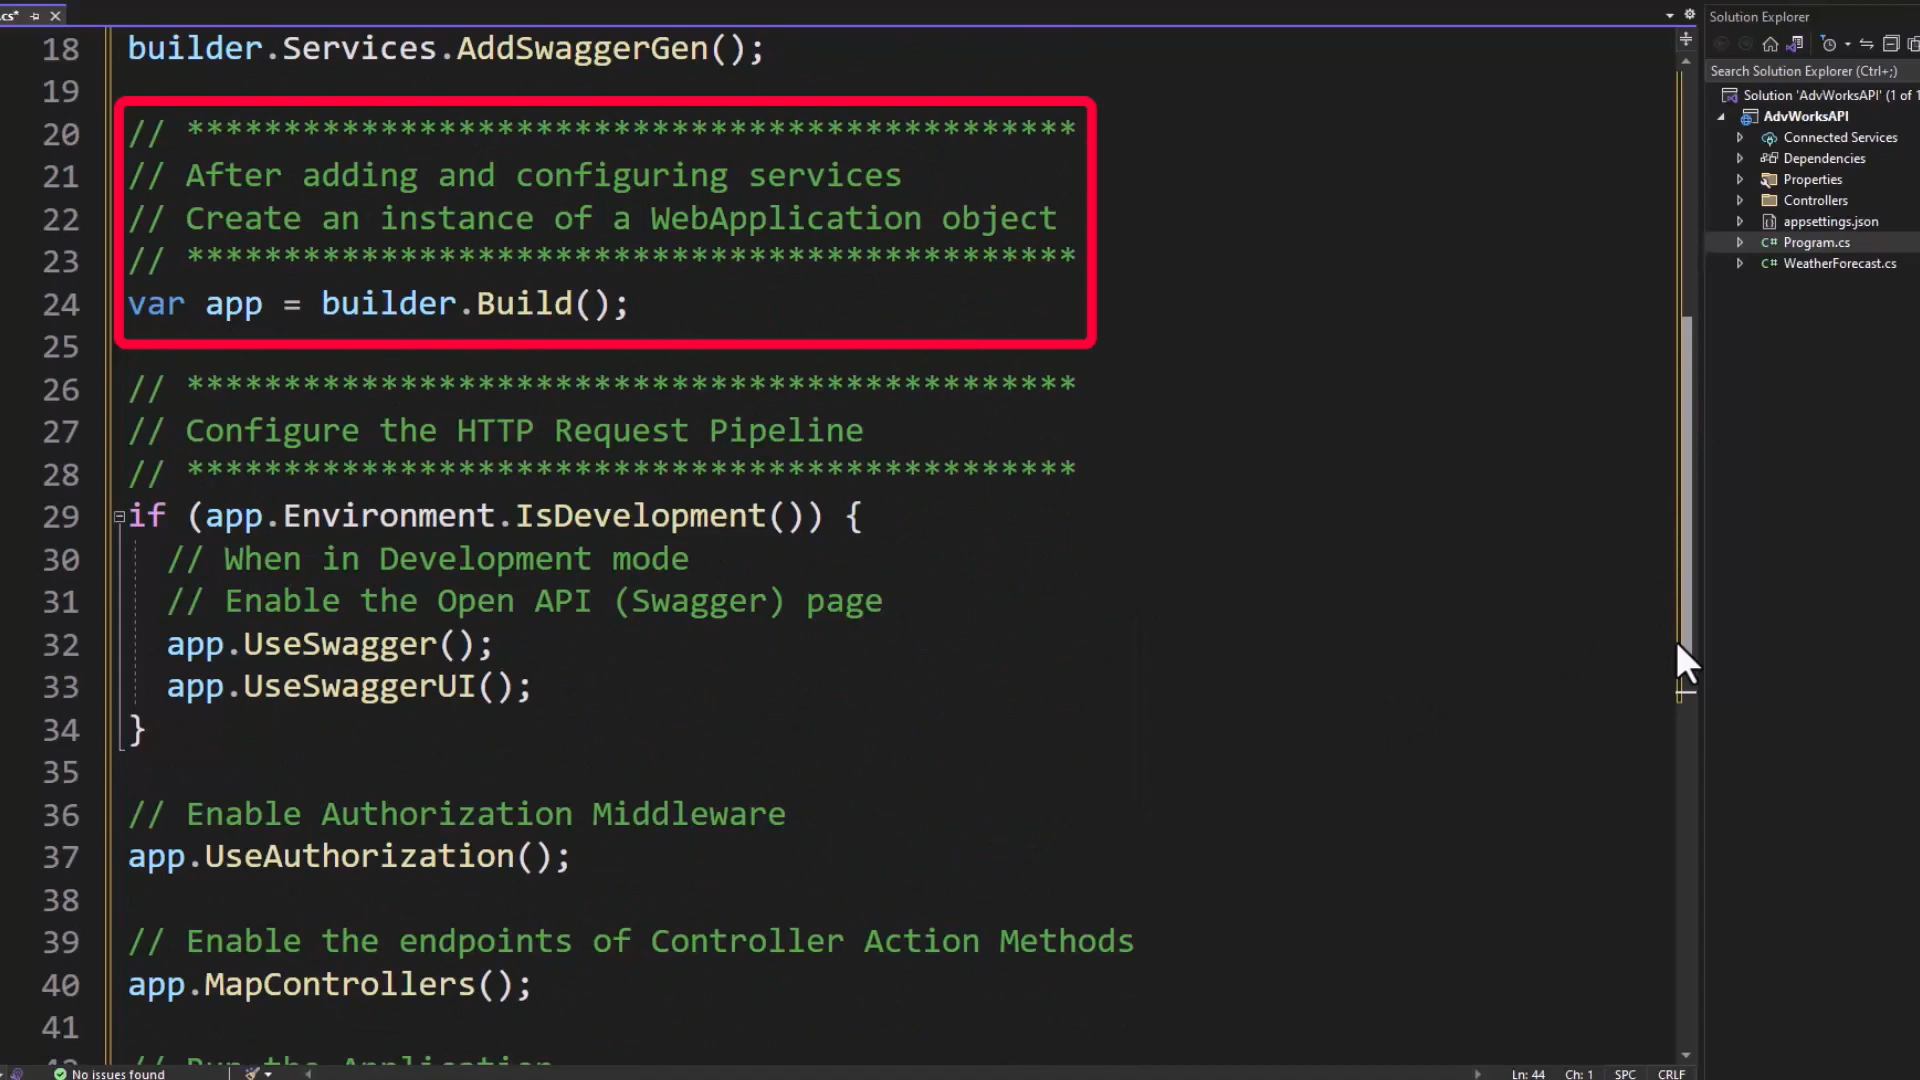 .cs*
Solution Explorer
Search Solution Explorer (Ctrl+;)
Solution 'AdvWorksAPI' (1 of 1
AdvWorksAPI
Connected Services
Dependencies
Properties
Controllers
appsettings.json
C# Program.cs
C# WeatherForecast.cs
18 builder.Services.AddSwaggerGen();
19
20 // **********************************************
21 // After adding and configuring services
22 // Create an instance of a WebApplication object
23 // **********************************************
24 var app = builder.Build();
25
26 // **********************************************
27 // Configure the HTTP Request Pipeline
28 // **********************************************
29 if (app.Environment.IsDevelopment()) {
30 // When in Development mode
31 // Enable the Open API (Swagger) page
32 app.UseSwagger();
33 app.UseSwaggerUI();
34 }
35
36 // Enable Authorization Middleware
37 app.UseAuthorization();
38
39 // Enable the endpoints of Controller Action Methods
40 app.MapControllers();
41
42 // Run the Application
No issues found
Ln: 44 Ch: 1 SPC CRLF